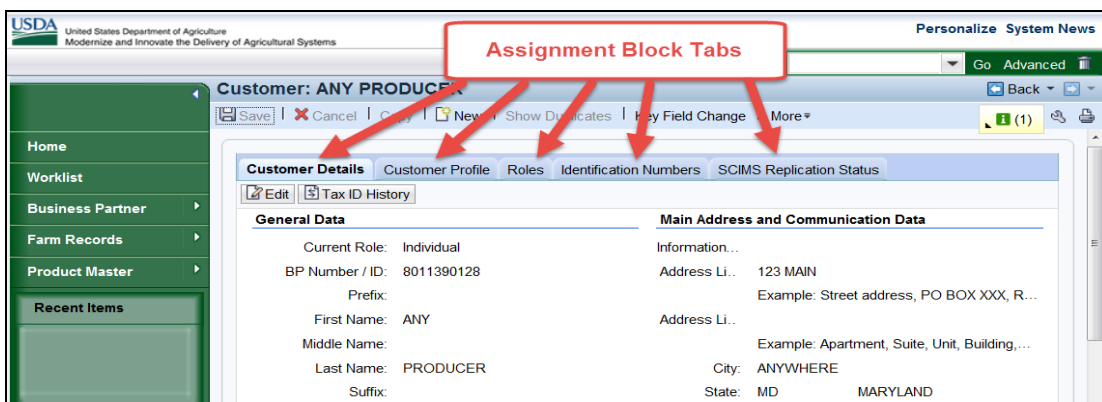 USDA United States Department of Agriculture
Modernize and Innovate the Delivery of Agricultural Systems
Personalize System News
Assignment Block Tabs
Go Advanced
Customer: ANY PRODUCER
Back
Save Cancel Copy New Show Duplicates Key Field Change More
(1)
Home
Worklist
Business Partner
Farm Records
Product Master
Recent Items
Customer Details Customer Profile Roles Identification Numbers SCIMS Replication Status
Edit Tax ID History
General Data
Current Role: Individual
BP Number / ID: 8011390128
Prefix:
First Name: ANY
Middle Name:
Last Name: PRODUCER
Suffix:
Main Address and Communication Data
Information...
Address Li.. 123 MAIN
Example: Street address, PO BOX XXX, R...
Address Li..
Example: Apartment, Suite, Unit, Building,...
City: ANYWHERE
State: MD MARYLAND